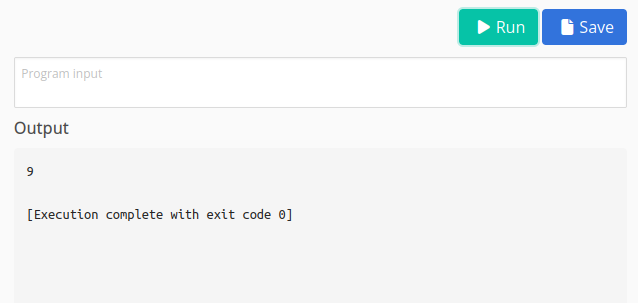 Run
Save
Program input
Output
9
[Execution complete with exit code 0]